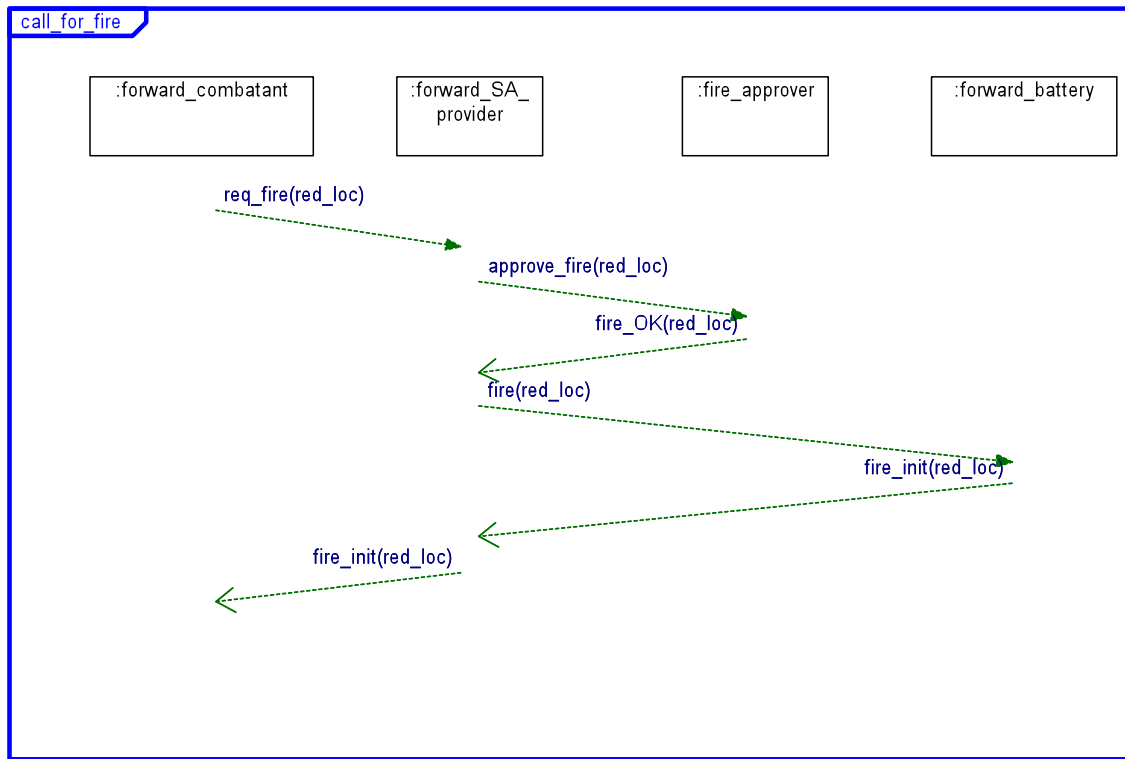 call_for_fire
:forward_combatant
:forward_SA_
provider
:fire_approver
:forward_battery
req_fire(red_loc)
approve_fire(red_loc)
fire_OK(red_loc)
fire(red_loc)
fire_init(red_loc)
fire_init(red_loc)